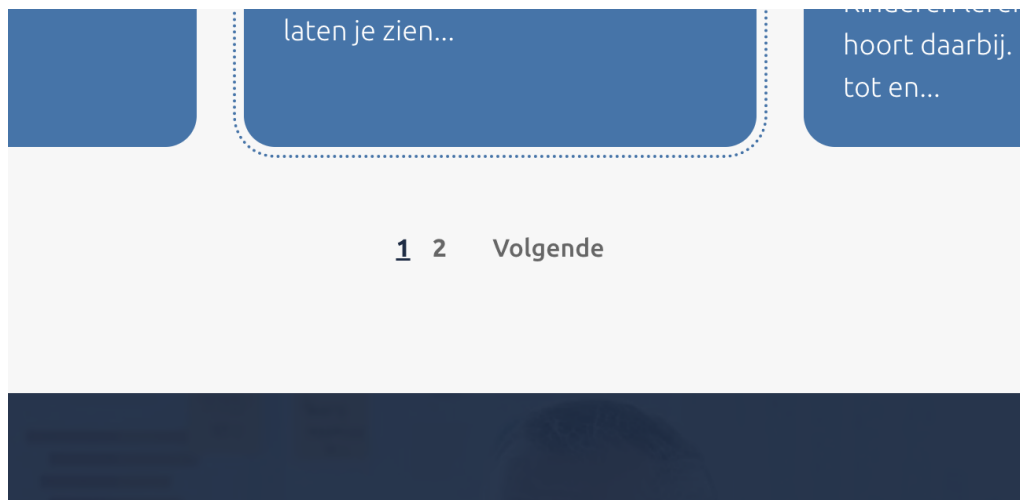 laten je zien...
hoort daarbij.
tot en...
1 2 Volgende